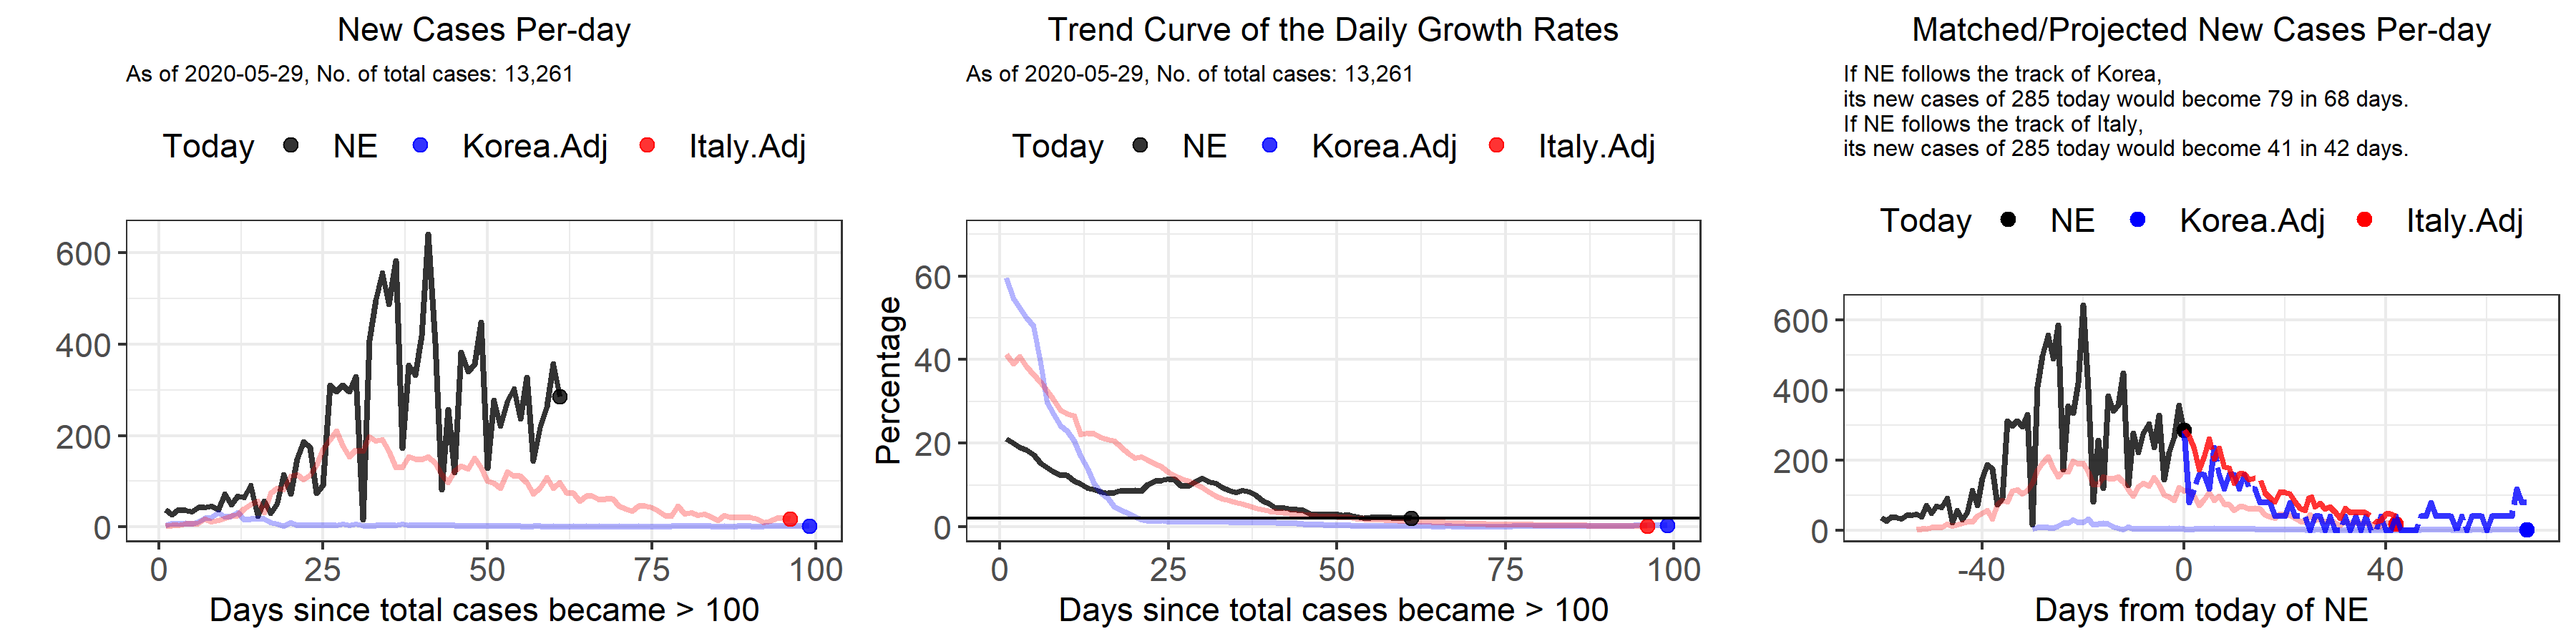 New Cases Per-day
As of 2020-05-29, No. of total cases: 13,261
Today NE Korea.Adj Italy.Adj
600
400
200
0
0 25 50 75 100
Days since total cases became > 100
Trend Curve of the Daily Growth Rates
As of 2020-05-29, No. of total cases: 13,261
Today NE Korea.Adj Italy.Adj
Percentage
60
40
20
0
0 25 50 75 100
Days since total cases became > 100
Matched/Projected New Cases Per-day
If NE follows the track of Korea,
its new cases of 285 today would become 79 in 68 days.
If NE follows the track of Italy,
its new cases of 285 today would become 41 in 42 days.
Today NE Korea.Adj Italy.Adj
600
400
200
0
-40 0 40
Days from today of NE